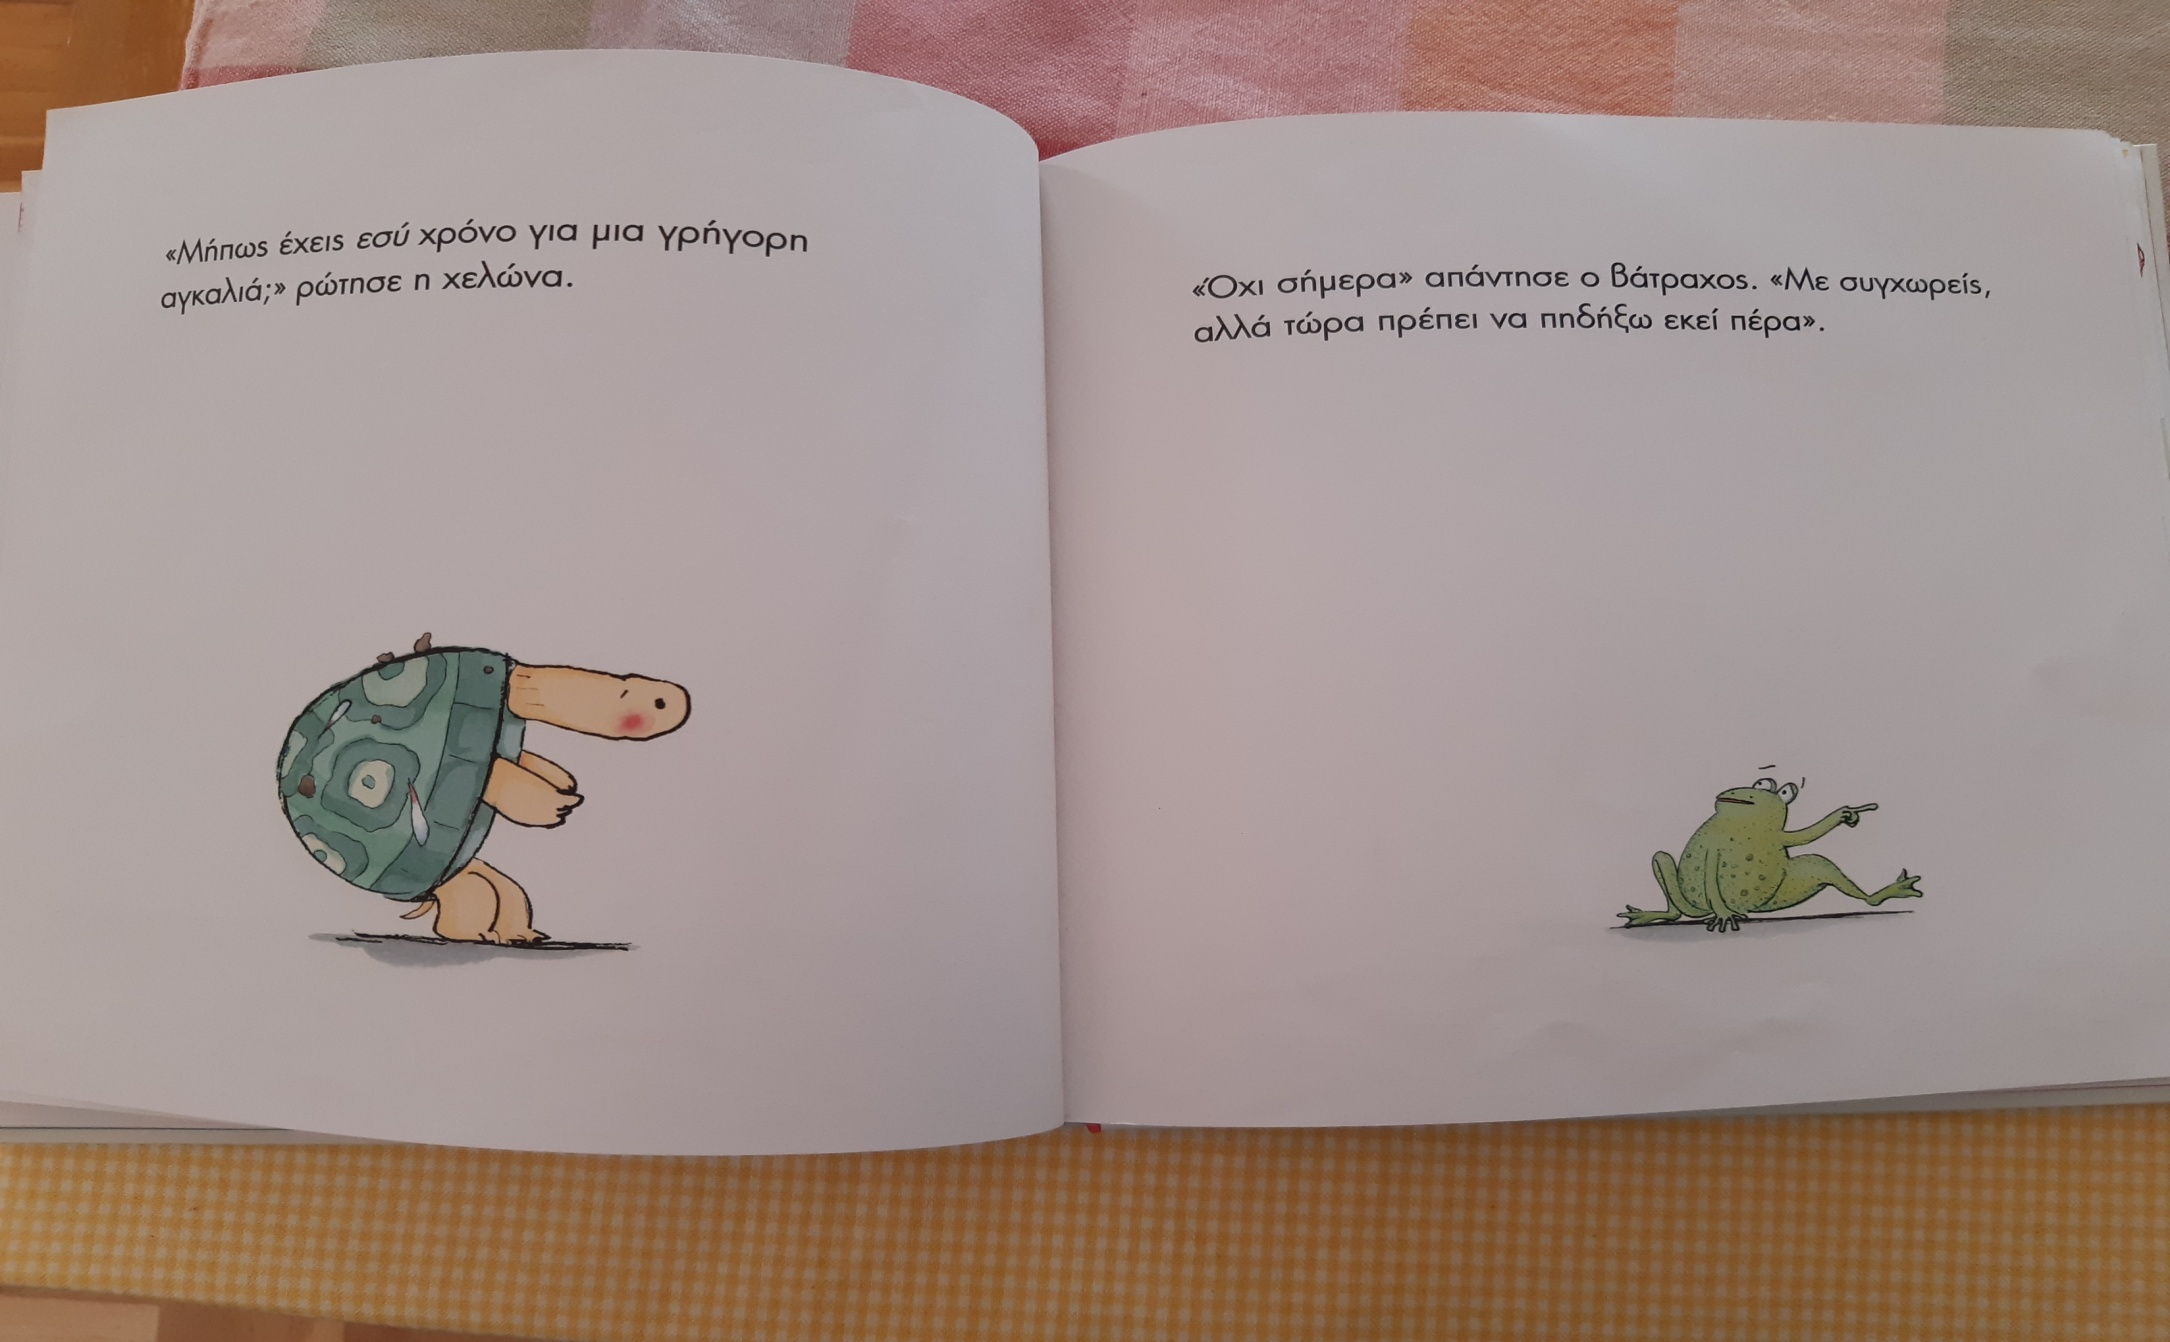 «Μήπως έχεις εσύ χρόνο για μια γρήγορη
αγκαλιά;» ρώτησε η χελώνα.
«Όχι σήμερα» απάντησε ο βάτραχος. «Με συγχωρείς,
αλλά τώρα πρέπει να πηδήξω εκεί πέρα».